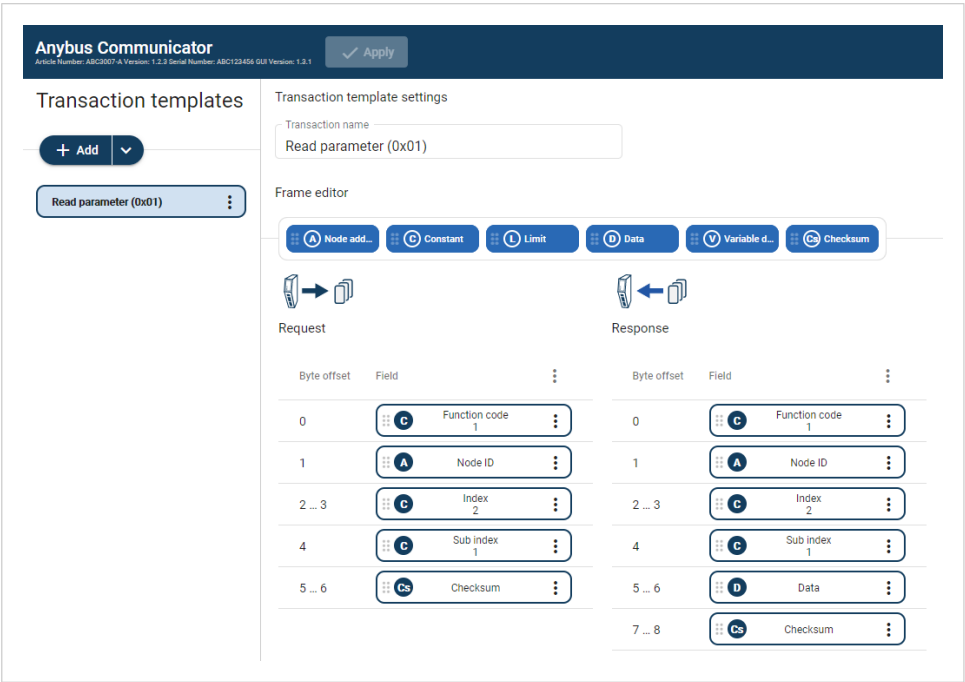 Anybus Communicator
Article Number: ABC3007-A Version: 1.2.3 Serial Number: ABC123456 GUI Version: 1.3.1
Apply
Transaction templates
Add
Read parameter (0x01)
Transaction template settings
Transaction name
Read parameter (0x01)
Frame editor
A Node add...
C Constant
L Limit
D Data
V Variable d...
Cs Checksum
Request
Byte offset Field
0 C Function code
1
1 A Node ID
2 ... 3 C Index
2
4 C Sub index
1
5 ... 6 Cs Checksum
Response
Byte offset Field
0 C Function code
1
1 A Node ID
2 ... 3 C Index
2
4 C Sub index
1
5 ... 6 D Data
7 ... 8 Cs Checksum